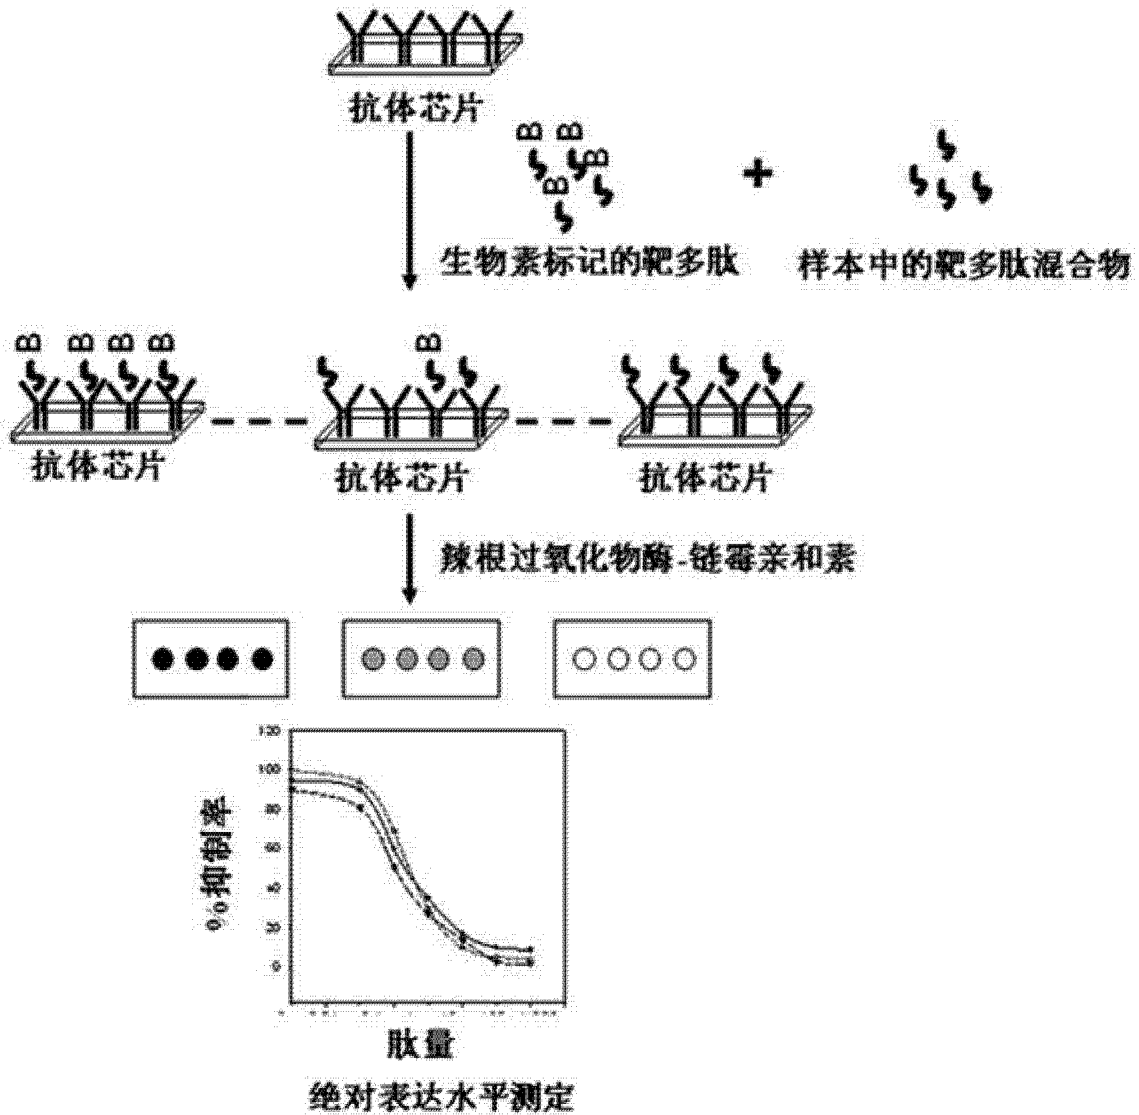 抗体芯片
B B
B
B
生物素标记的靶多肽
+
样本中的靶多肽混合物
B B B B
B
抗体芯片
抗体芯片
抗体芯片
辣根过氧化物酶-链霉亲和素
120
100
80
60
40
20
0
%抑制率
肽量
绝对表达水平测定